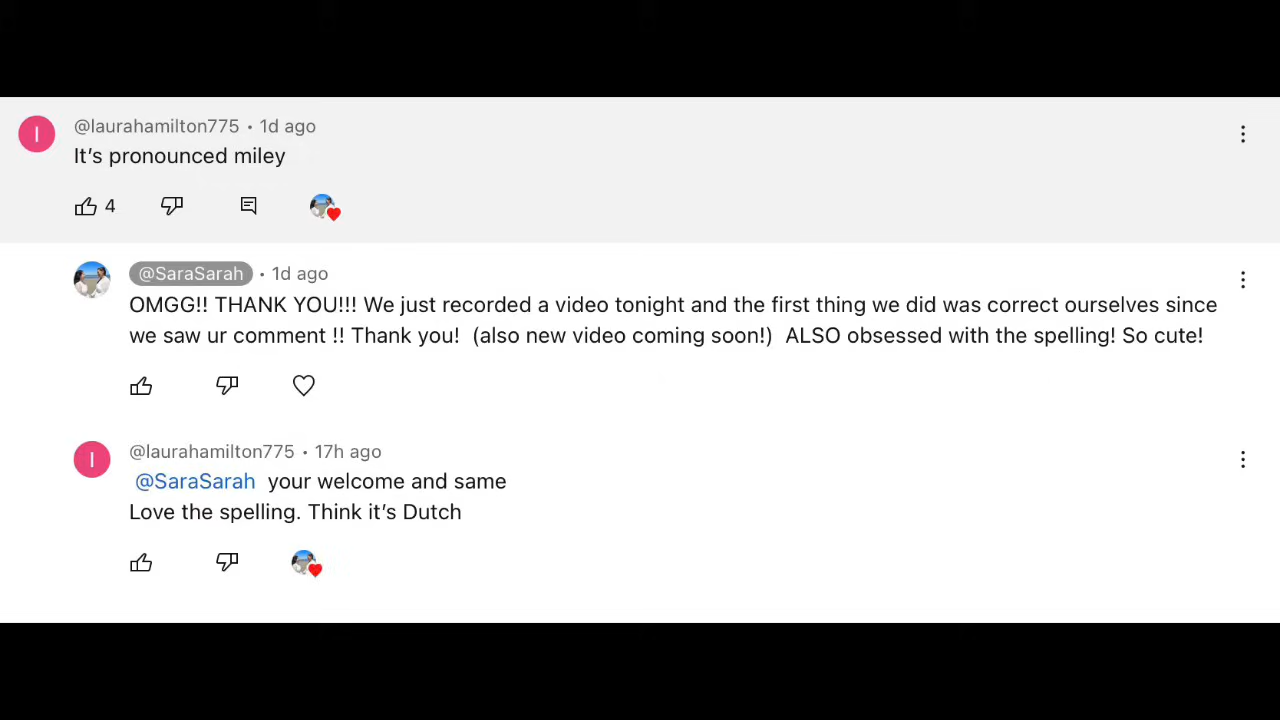 I
@laurahamilton775 • 1d ago
It’s pronounced miley
4
@SaraSarah • 1d ago
OMGG!! THANK YOU!!! We just recorded a video tonight and the first thing we did was correct ourselves since
we saw ur comment !! Thank you!  (also new video coming soon!)  ALSO obsessed with the spelling! So cute!
I
@laurahamilton775 • 17h ago
@SaraSarah  your welcome and same
Love the spelling. Think it’s Dutch